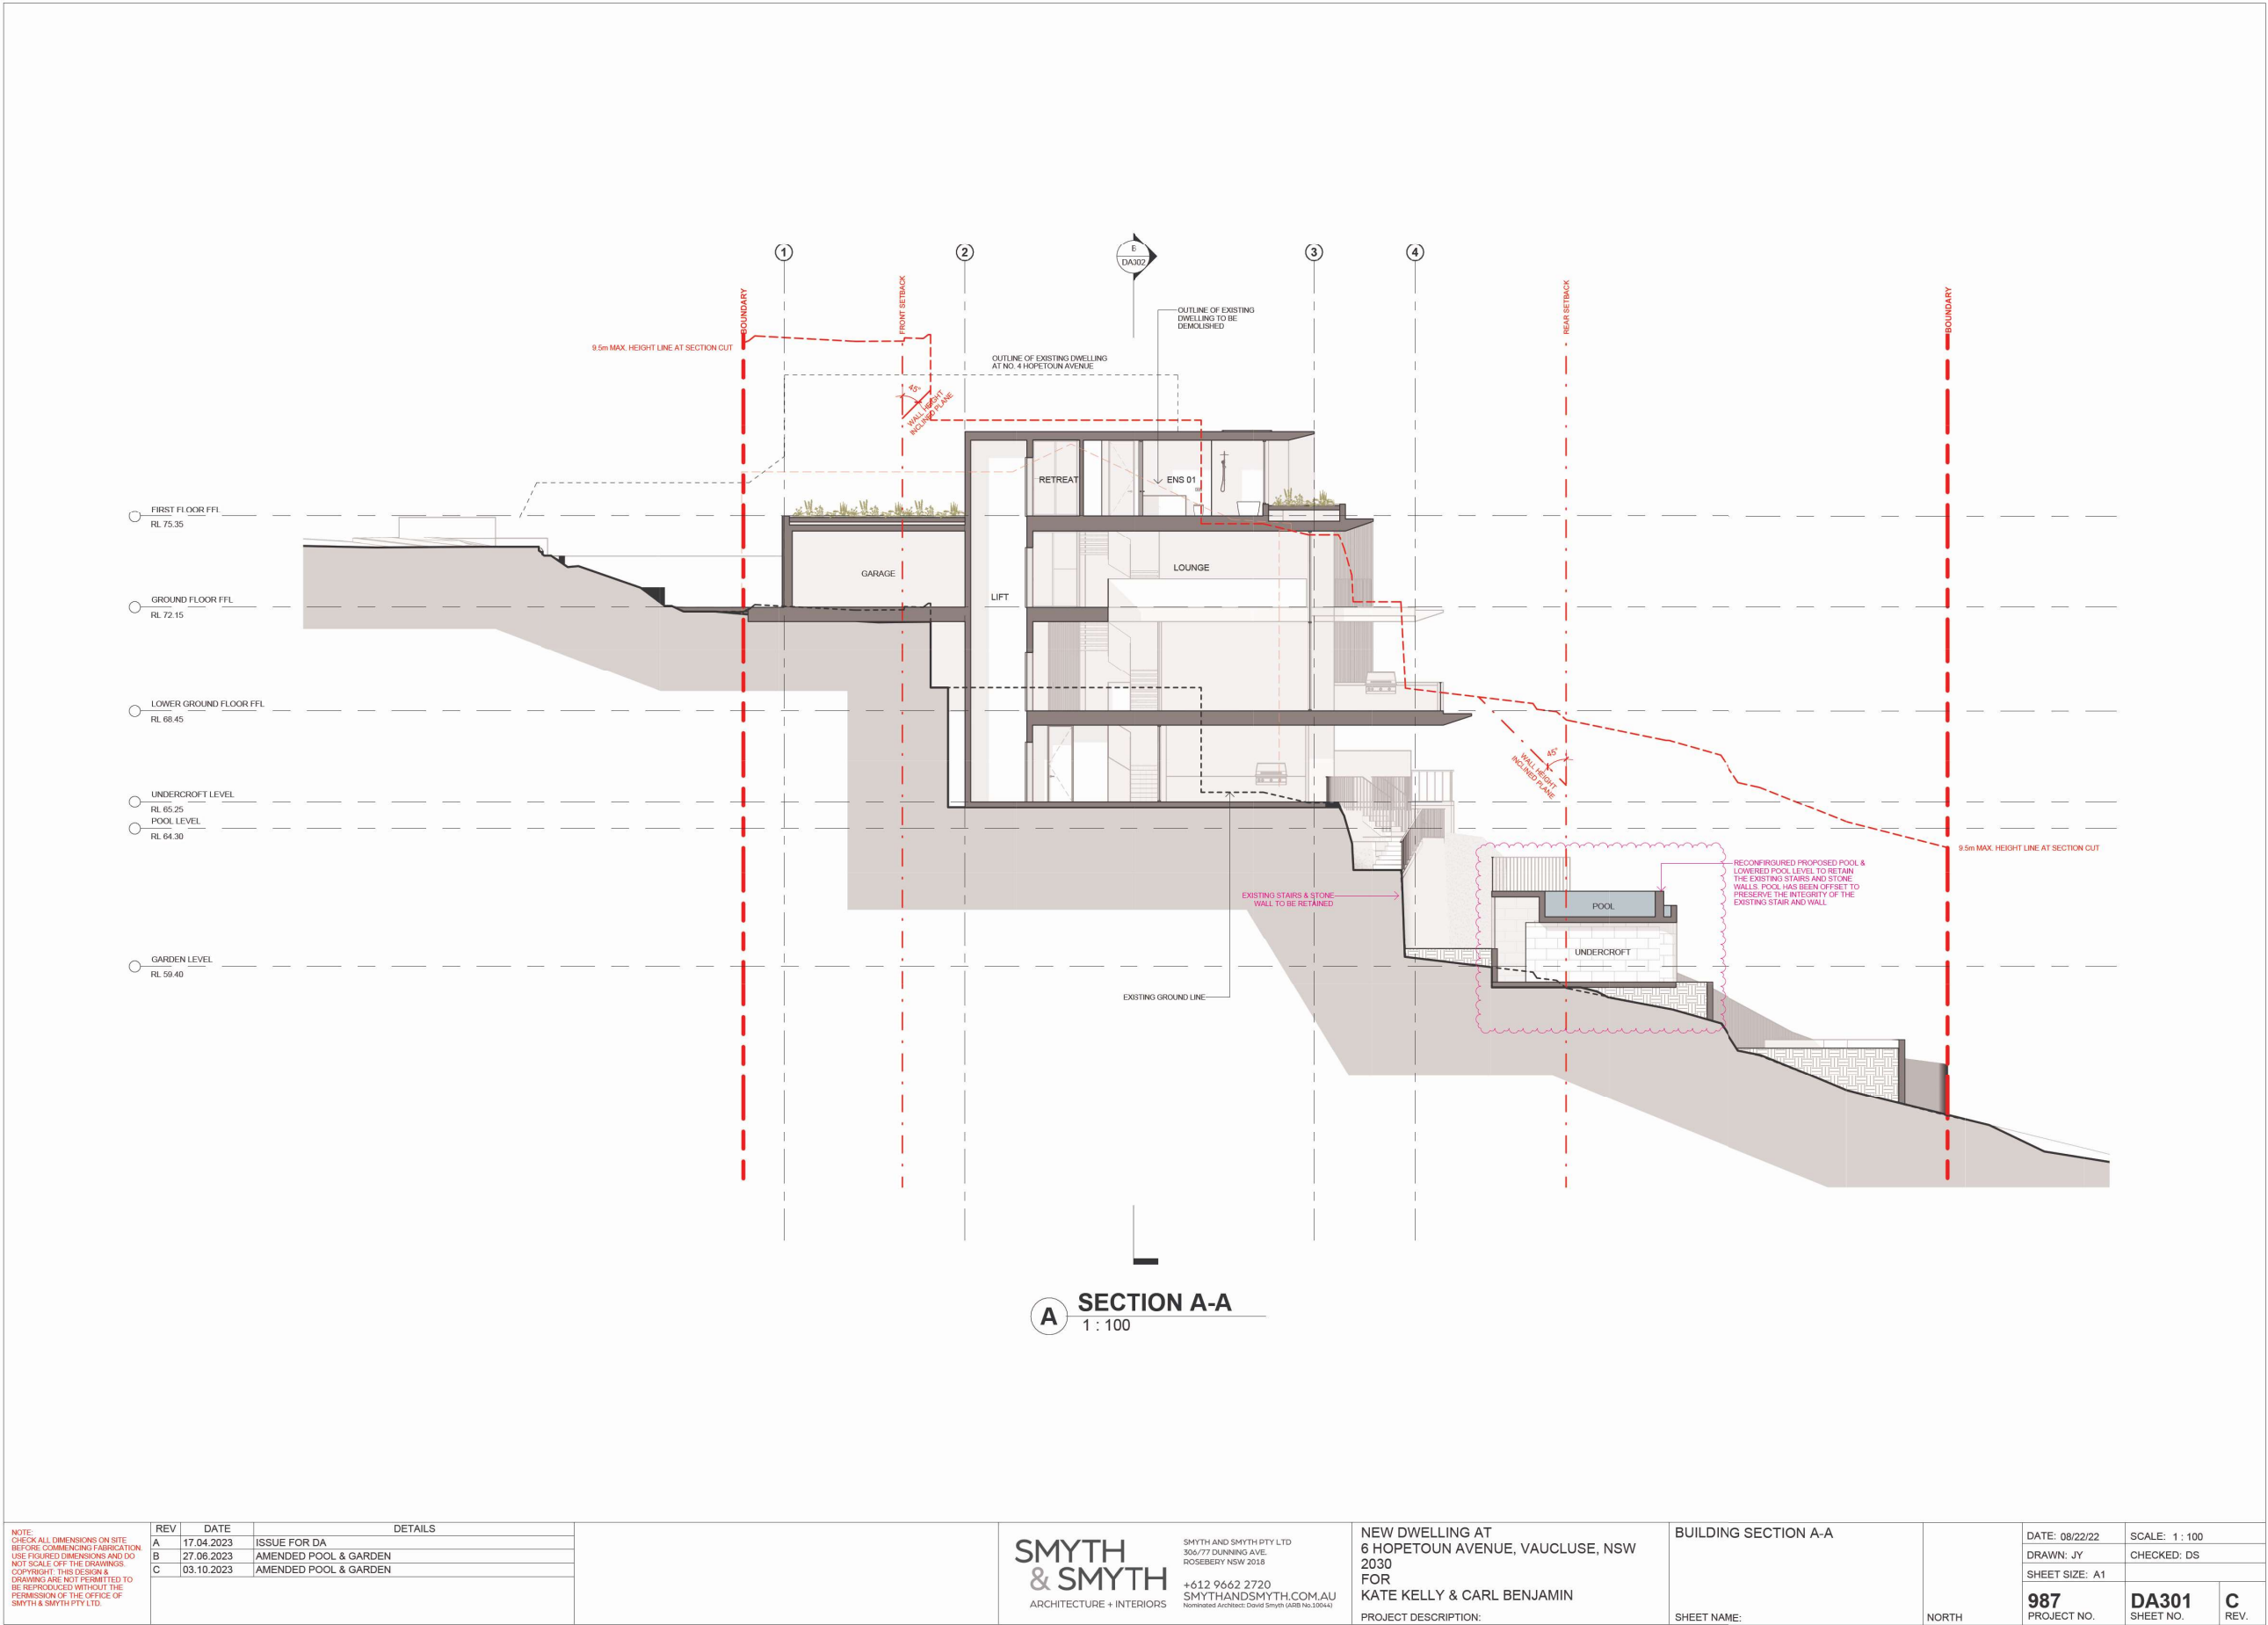 1
2
B
DA302
3
4
BOUNDARY
FRONT SETBACK
REAR SETBACK
BOUNDARY
OUTLINE OF EXISTING
DWELLING TO BE
DEMOLISHED
9.5m MAX. HEIGHT LINE AT SECTION CUT
OUTLINE OF EXISTING DWELLING
AT NO. 4 HOPETOUN AVENUE
45°
WALL HEIGHT
INCLINED PLANE
RETREAT
ENS 01
FIRST FLOOR FFL
RL 75.35
GARAGE
LOUNGE
LIFT
GROUND FLOOR FFL
RL 72.15
LOWER GROUND FLOOR FFL
RL 68.45
45°
WALL HEIGHT
INCLINED PLANE
UNDERCROFT LEVEL
RL 65.25
POOL LEVEL
RL 64.30
9.5m MAX. HEIGHT LINE AT SECTION CUT
RECONFIRGURED PROPOSED POOL &
LOWERED POOL LEVEL TO RETAIN
THE EXISTING STAIRS AND STONE
WALLS. POOL HAS BEEN OFFSET TO
PRESERVE THE INTEGRITY OF THE
EXISTING STAIR AND WALL
EXISTING STAIRS & STONE
WALL TO BE RETAINED
POOL
UNDERCROFT
GARDEN LEVEL
RL 59.40
EXISTING GROUND LINE
A
SECTION A-A
1 : 100
NOTE:
CHECK ALL DIMENSIONS ON SITE
BEFORE COMMENCING FABRICATION.
USE FIGURED DIMENSIONS AND DO
NOT SCALE OFF THE DRAWINGS.
COPYRIGHT: THIS DESIGN &
DRAWING ARE NOT PERMITTED TO
BE REPRODUCED WITHOUT THE
PERMISSION OF THE OFFICE OF
SMYTH & SMYTH PTY LTD.
REV DATE DETAILS
A 17.04.2023 ISSUE FOR DA
B 27.06.2023 AMENDED POOL & GARDEN
C 03.10.2023 AMENDED POOL & GARDEN
SMYTH
& SMYTH
ARCHITECTURE + INTERIORS
SMYTH AND SMYTH PTY LTD
306/77 DUNNING AVE.
ROSEBERY NSW 2018
+612 9662 2720
SMYTHANDSMYTH.COM.AU
Nominated Architect: David Smyth (ARB No.10044)
NEW DWELLING AT
6 HOPETOUN AVENUE, VAUCLUSE, NSW
2030
FOR
KATE KELLY & CARL BENJAMIN
PROJECT DESCRIPTION:
BUILDING SECTION A-A
SHEET NAME:
NORTH
DATE: 08/22/22 SCALE: 1 : 100
DRAWN: JY CHECKED: DS
SHEET SIZE: A1
987 DA301 C
PROJECT NO. SHEET NO. REV.